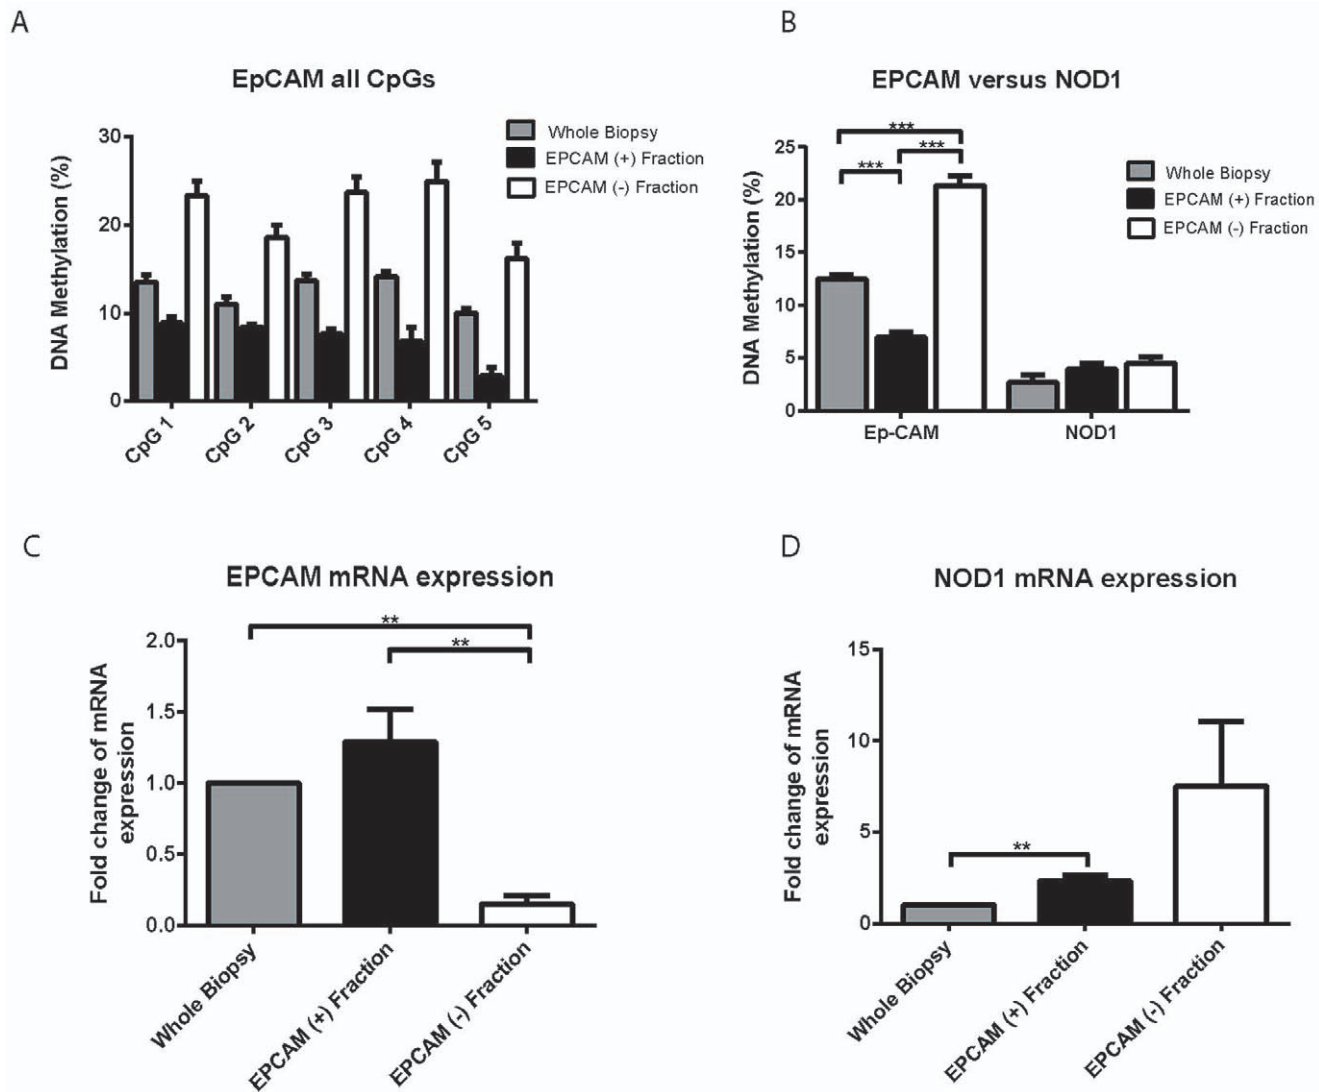 A
EpCAM all CpGs
DNA Methylation (%)
30
20
10
0
Whole Biopsy
EPCAM (+) Fraction
EPCAM (-) Fraction
CpG 1
CpG 2
CpG 3
CpG 4
CpG 5
B
EPCAM versus NOD1
DNA Methylation (%)
25
20
15
10
5
0
***
***
***
Whole Biopsy
EPCAM (+) Fraction
EPCAM (-) Fraction
Ep-CAM
NOD1
C
EPCAM mRNA expression
Fold change of mRNA
expression
2.0
1.5
1.0
0.5
0.0
**
**
Whole Biopsy
EPCAM (+) Fraction
EPCAM (-) Fraction
D
NOD1 mRNA expression
Fold change of mRNA
expression
15
10
5
0
**
Whole Biopsy
EPCAM (+) Fraction
EPCAM (-) Fraction